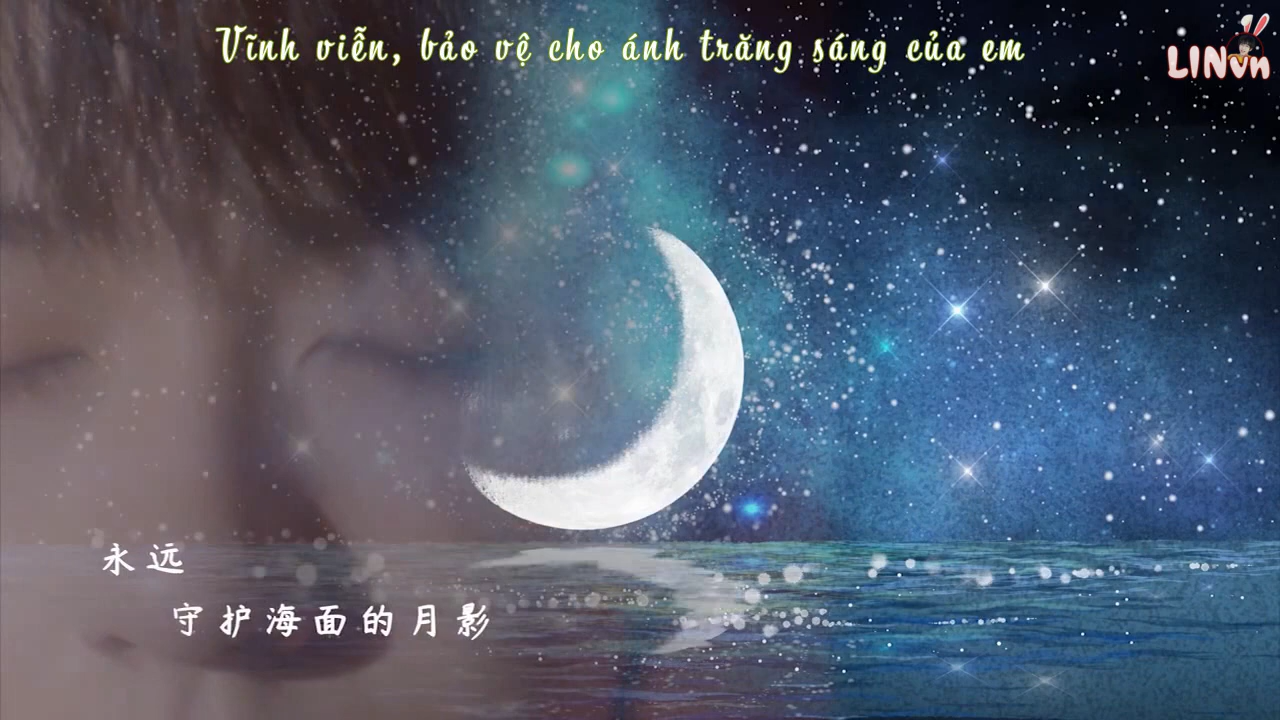 Vĩnh viễn, bảo vệ cho ánh trăng sáng của em
LINvn
永远
守护海面的月影